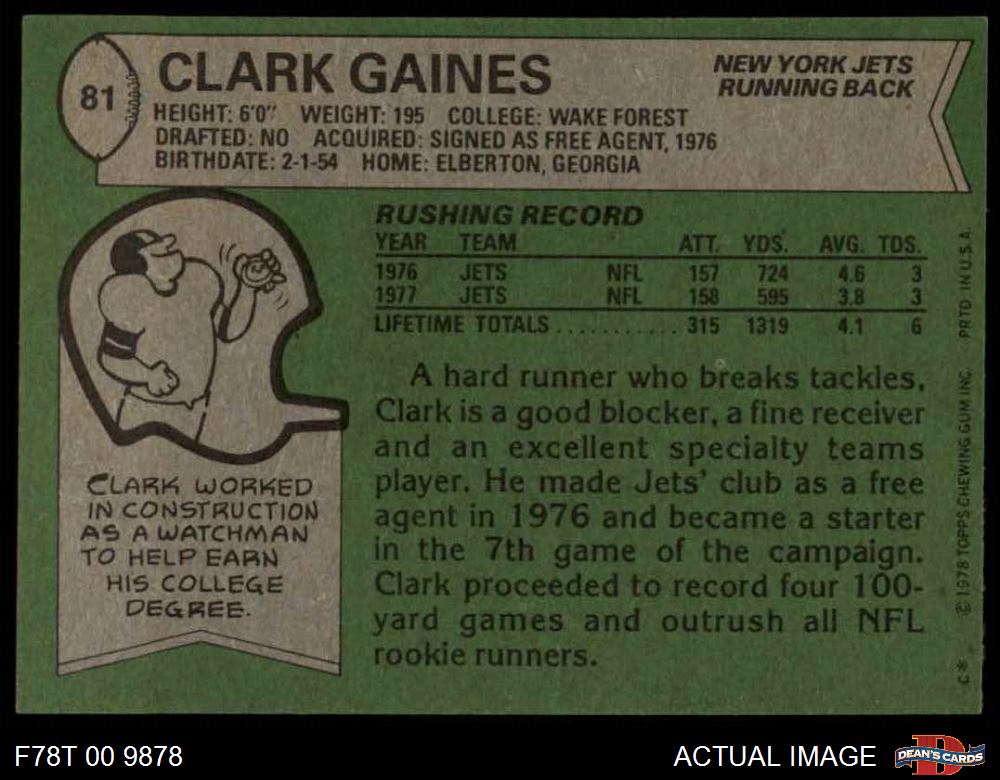 81
CLARK GAINES
NEW YORK JETS
RUNNING BACK
HEIGHT: 6'0" WEIGHT: 195 COLLEGE: WAKE FOREST
DRAFTED: NO ACQUIRED: SIGNED AS FREE AGENT, 1976
BIRTHDATE: 2-1-54 HOME: ELBERTON, GEORGIA
RUSHING RECORD
YEAR TEAM ATT. YDS. AVG. TDS.
1976 JETS NFL 157 724 4.6 3
1977 JETS NFL 158 595 3.8 3
LIFETIME TOTALS ........... 315 1319 4.1 6
A hard runner who breaks tackles,
Clark is a good blocker, a fine receiver
and an excellent specialty teams
player. He made Jets' club as a free
agent in 1976 and became a starter
in the 7th game of the campaign.
Clark proceeded to record four 100-
yard games and outrush all NFL
rookie runners.
CLARK WORKED
IN CONSTRUCTION
AS A WATCHMAN
TO HELP EARN
HIS COLLEGE
DEGREE.
C* © 1978 TOPPS CHEWING GUM INC. PRTD. IN U.S.A.
F78T 00 9878
ACTUAL IMAGE
D
DEAN'S CARDS